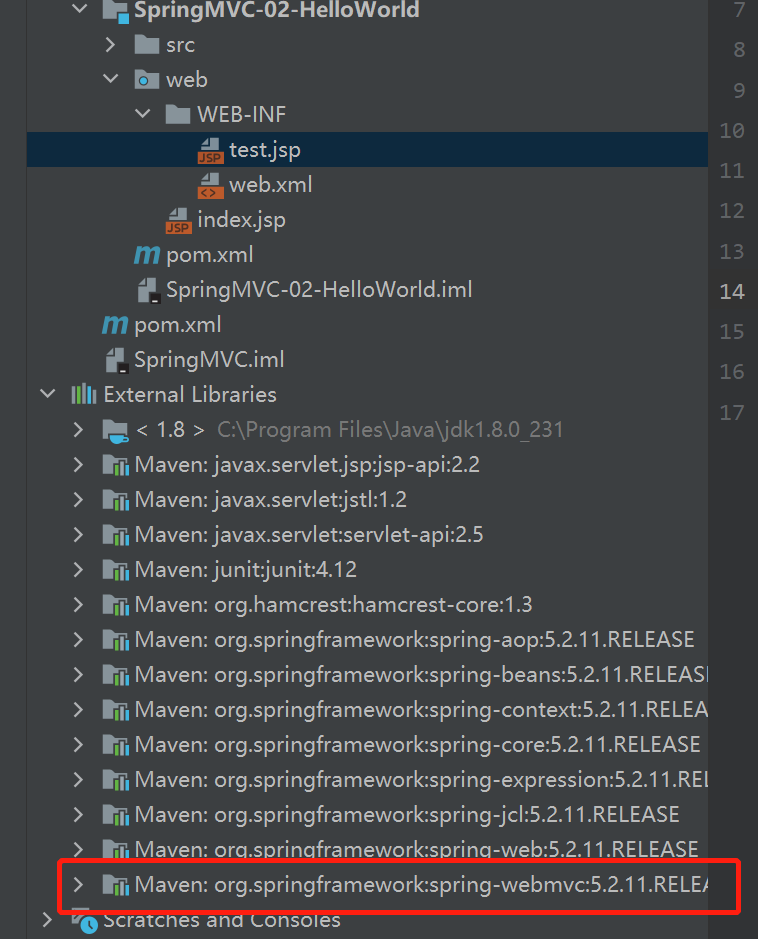 SpringMVC-02-HelloWorld
src
web
WEB-INF
test.jsp
web.xml
index.jsp
pom.xml
SpringMVC-02-HelloWorld.iml
pom.xml
SpringMVC.iml
External Libraries
< 1.8 > C:\Program Files\Java\jdk1.8.0_231
Maven: javax.servlet.jsp:jsp-api:2.2
Maven: javax.servlet:jstl:1.2
Maven: javax.servlet:servlet-api:2.5
Maven: junit:junit:4.12
Maven: org.hamcrest:hamcrest-core:1.3
Maven: org.springframework:spring-aop:5.2.11.RELEASE
Maven: org.springframework:spring-beans:5.2.11.RELEAS
Maven: org.springframework:spring-context:5.2.11.RELEA
Maven: org.springframework:spring-core:5.2.11.RELEASE
Maven: org.springframework:spring-expression:5.2.11.REL
Maven: org.springframework:spring-jcl:5.2.11.RELEASE
Maven: org.springframework:spring-web:5.2.11.RELEASE
Maven: org.springframework:spring-webmvc:5.2.11.RELEA
Scratches and Consoles
7
8
9
10
11
12
13
14
15
16
17